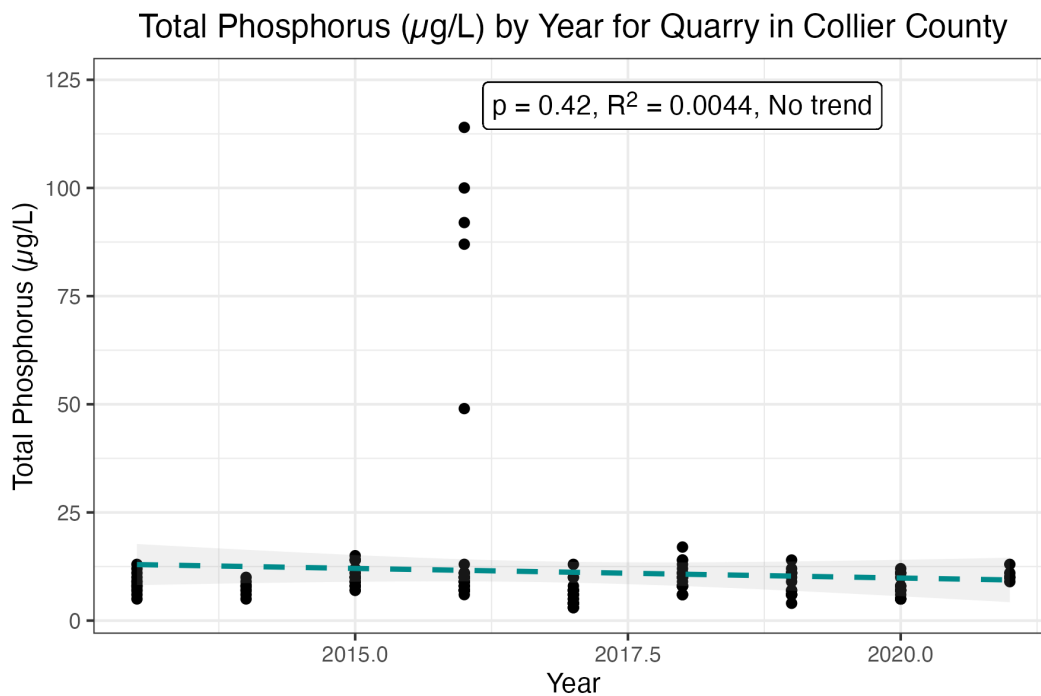 Total Phosphorus (µg/L) by Year for Quarry in Collier County
p = 0.42, R² = 0.0044, No trend
Total Phosphorus (µg/L)
125
100
75
50
25
0
2015.0 2017.5 2020.0
Year